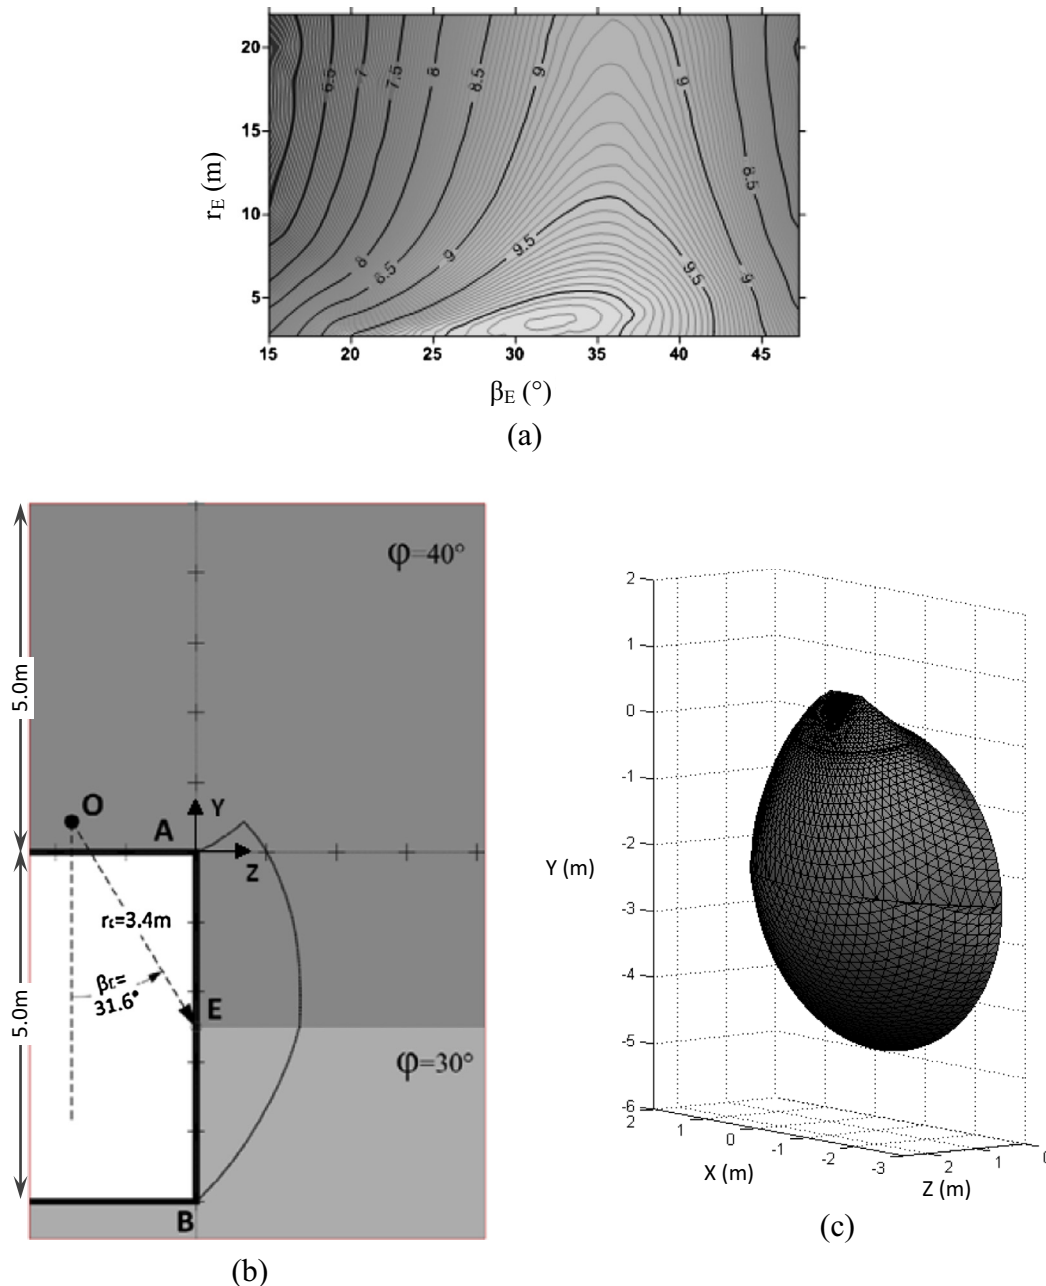 20
15
10
5
r_E (m)
6.5 7 7.5 8 8.5 9 9 8.5
8 8.5 9 9.5 9.5 9
15 20 25 30 35 40 45
β_E (°)
(a)
φ=40°
5.0m
O
A
Y
Z
r_E=3.4m
β_E=
31.6°
E
5.0m
φ=30°
B
(b)
2
1
0
-1
-2
-3
-4
-5
-6
Y (m)
2 1 0 -1 -2 -3
X (m)
2 1 0
Z (m)
(c)